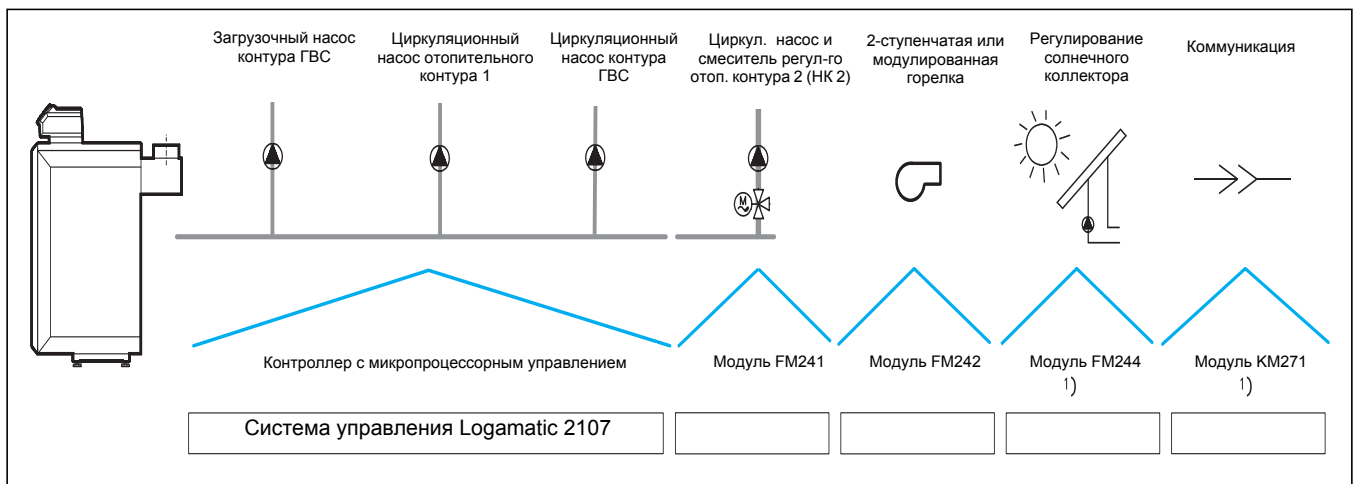 Загрузочный насос
контура ГВС
Циркуляционный
насос отопительного
контура 1
Циркуляционный
насос контура
ГВС
Циркул. насос и
смеситель регул-го
отоп. контура 2 (НК 2)
2-ступенчатая или
модулированная
горелка
Регулирование
солнечного
коллектора
Коммуникация
M
Контроллер с микропроцессорным управлением
Модуль FM241
Модуль FM242
Модуль FM244
1)
Модуль KM271
1)
Система управления Logamatic 2107